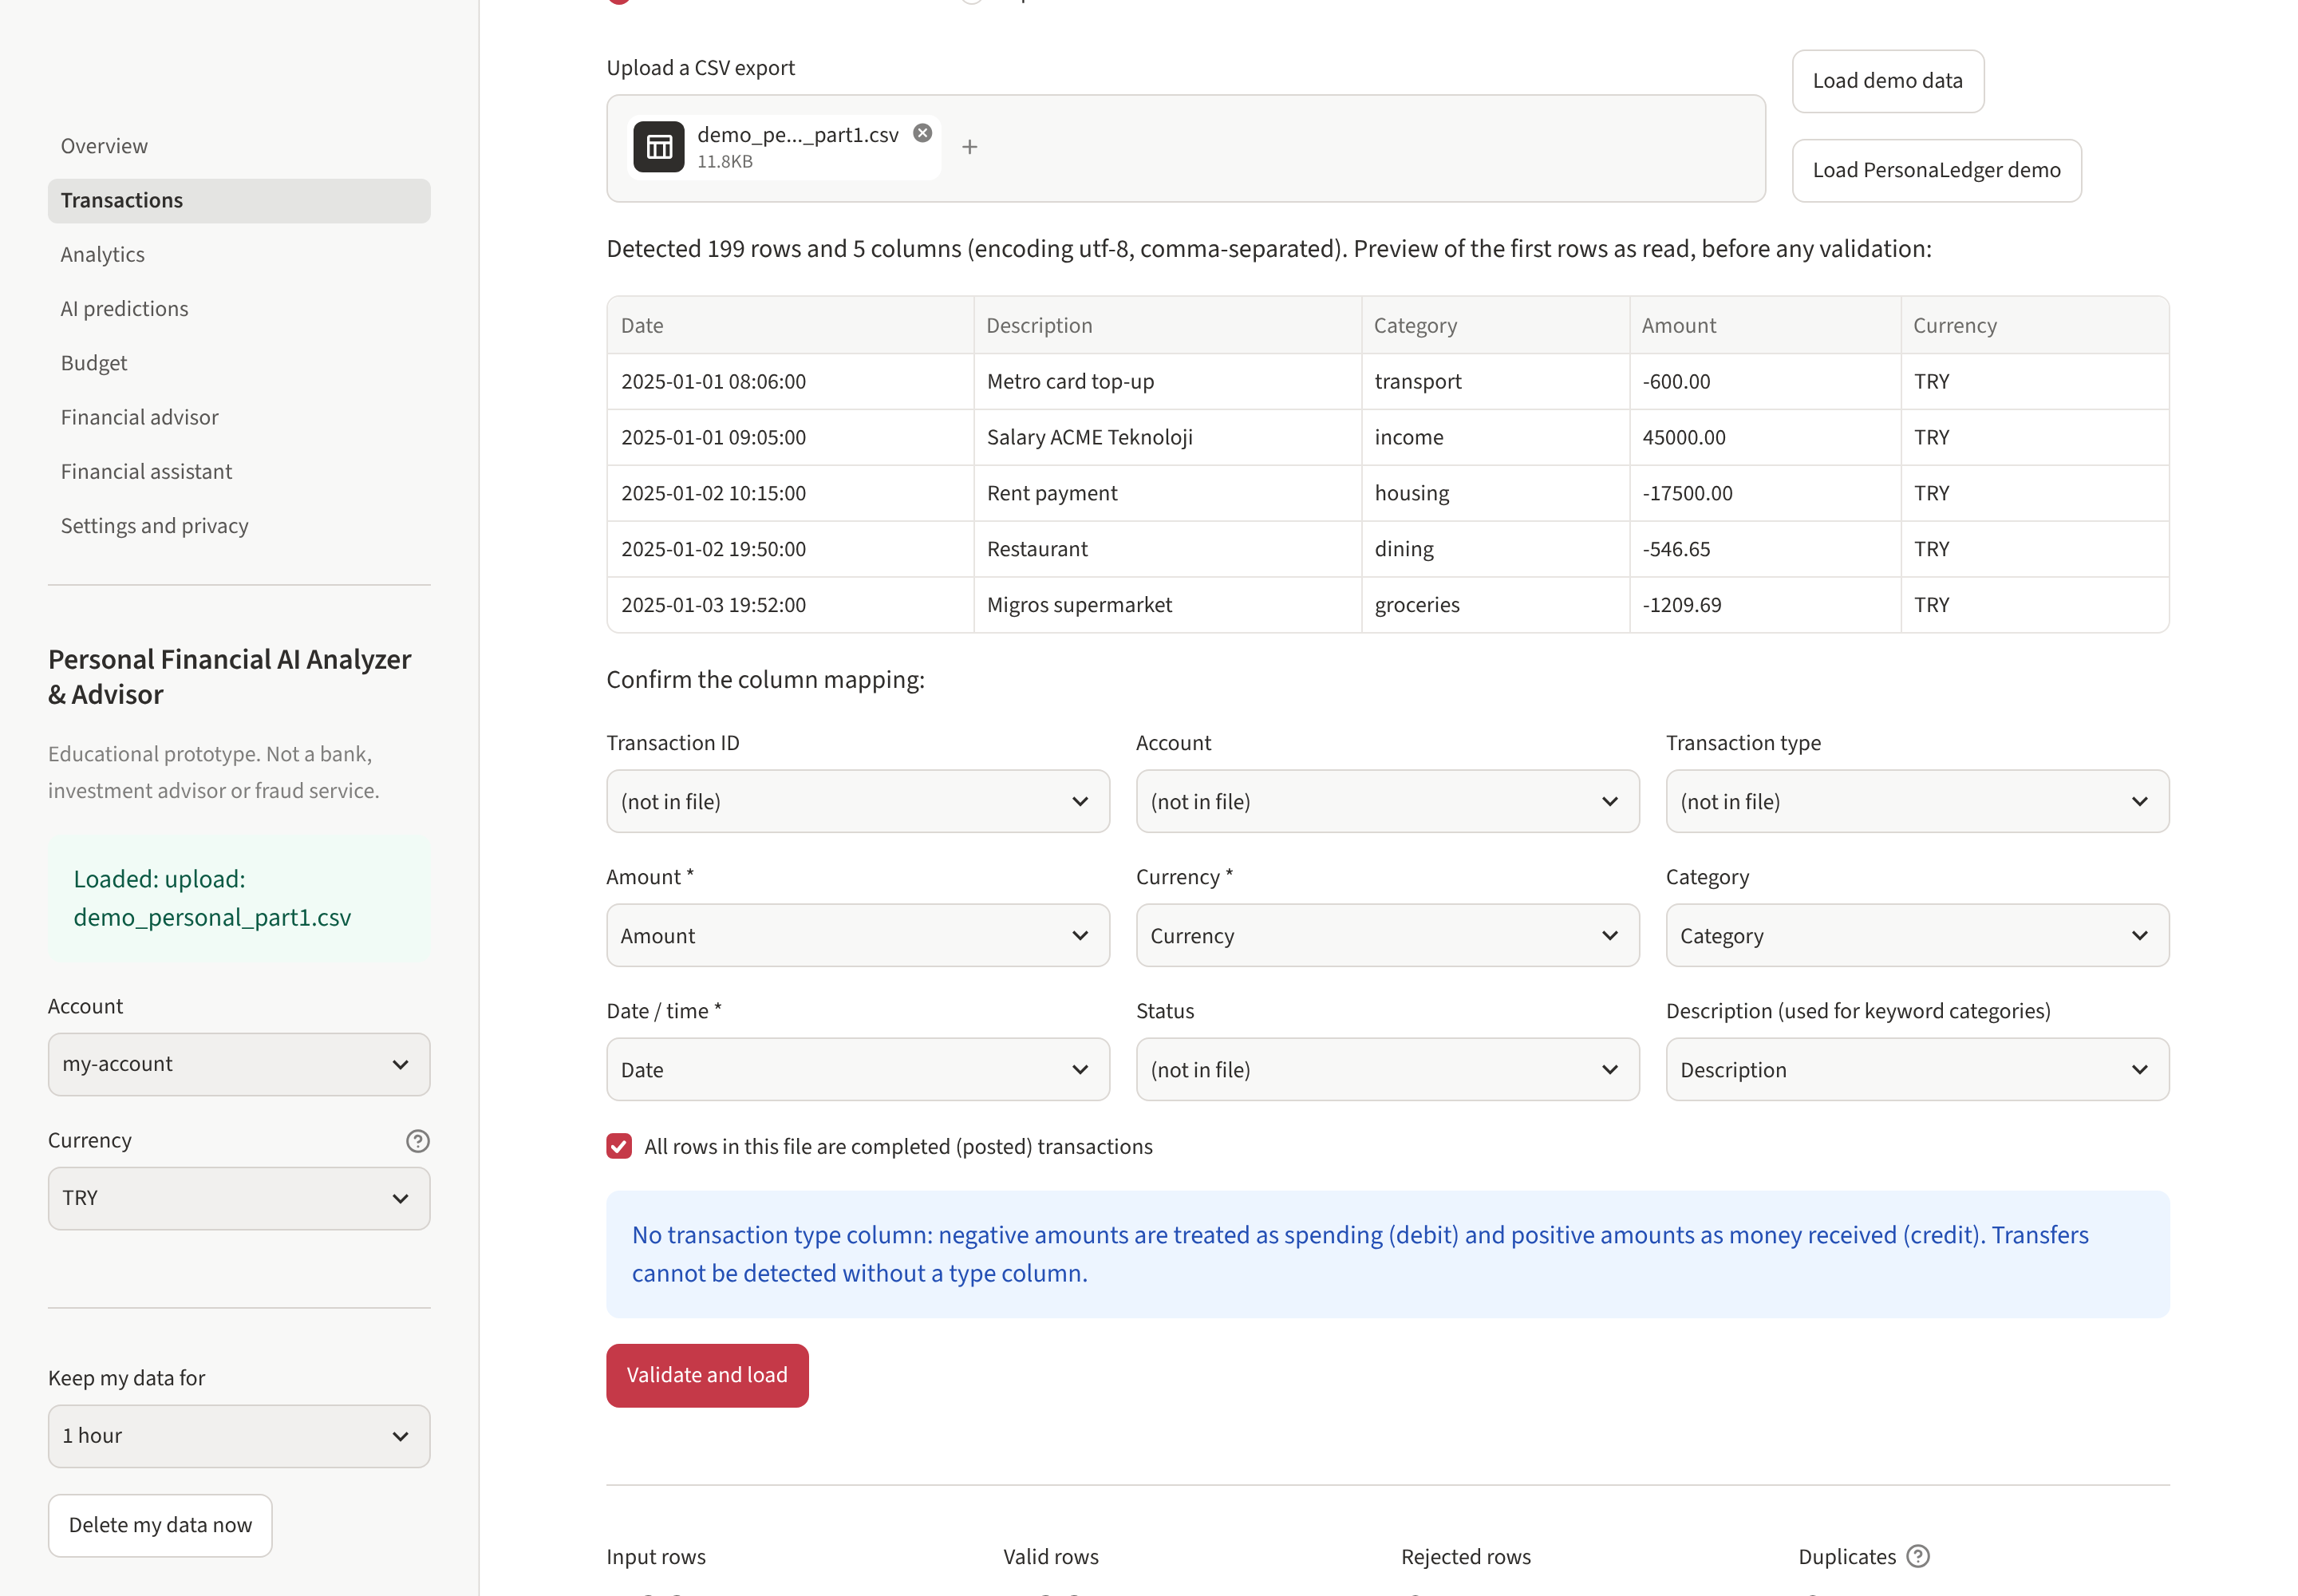 Overview
Transactions
Analytics
AI predictions
Budget
Financial advisor
Financial assistant
Settings and privacy
Personal Financial AI Analyzer
& Advisor
Educational prototype. Not a bank,
investment advisor or fraud service.
Loaded: upload:
demo_personal_part1.csv
Account
my-account
Currency
TRY
Keep my data for
1 hour
Delete my data now
Upload a CSV export
demo_pe..._part1.csv
11.8KB
Load demo data
Load PersonaLedger demo
Detected 199 rows and 5 columns (encoding utf-8, comma-separated). Preview of the first rows as read, before any validation:
Date Description Category Amount Currency
2025-01-01 08:06:00 Metro card top-up transport -600.00 TRY
2025-01-01 09:05:00 Salary ACME Teknoloji income 45000.00 TRY
2025-01-02 10:15:00 Rent payment housing -17500.00 TRY
2025-01-02 19:50:00 Restaurant dining -546.65 TRY
2025-01-03 19:52:00 Migros supermarket groceries -1209.69 TRY
Confirm the column mapping:
Transaction ID Account Transaction type
(not in file) (not in file) (not in file)
Amount * Currency * Category
Amount Currency Category
Date / time * Status Description (used for keyword categories)
Date (not in file) Description
All rows in this file are completed (posted) transactions
No transaction type column: negative amounts are treated as spending (debit) and positive amounts as money received (credit). Transfers
cannot be detected without a type column.
Validate and load
Input rows Valid rows Rejected rows Duplicates